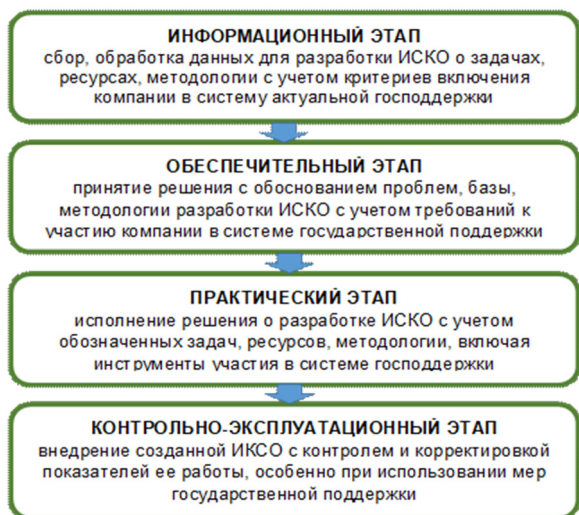 ИНФОРМАЦИОННЫЙ ЭТАП
сбор, обработка данных для разработки ИСКО о задачах,
ресурсах, методологии с учетом критериев включения
компании в систему актуальной господдержки
ОБЕСПЕЧИТЕЛЬНЫЙ ЭТАП
принятие решения с обоснованием проблем, базы,
методологии разработки ИСКО с учетом требований к
участию компании в системе государственной поддержки
ПРАКТИЧЕСКИЙ ЭТАП
исполнение решения о разработке ИСКО с учетом
обозначенных задач, ресурсов, методологии, включая
инструменты участия в системе господдержки
КОНТРОЛЬНО-ЭКСПЛУАТАЦИОННЫЙ ЭТАП
внедрение созданной ИКСО с контролем и корректировкой
показателей ее работы, особенно при использовании мер
государственной поддержки